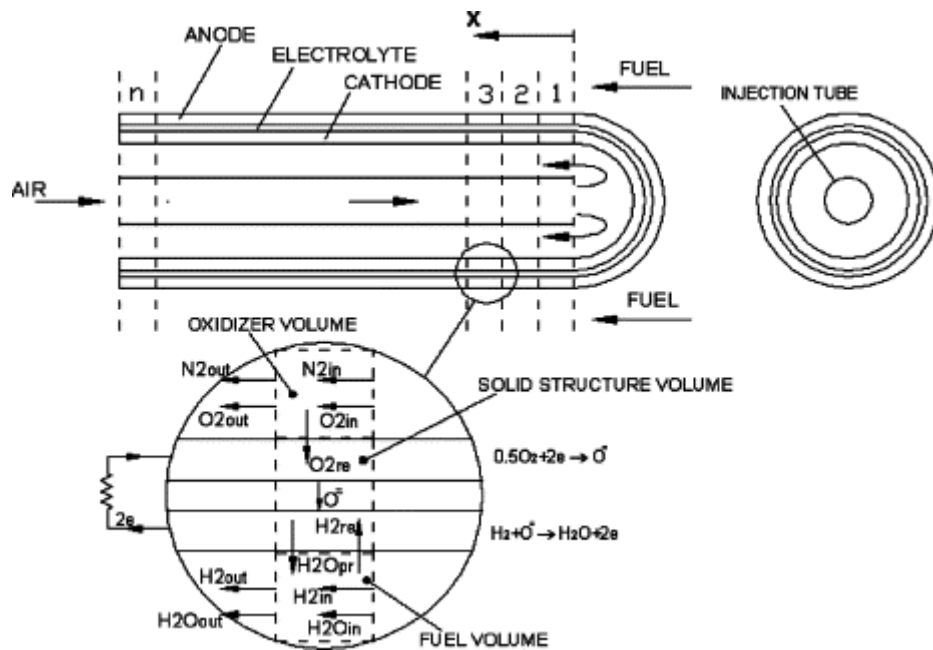 X
ANODE
ELECTROLYTE
CATHODE
FUEL
INJECTION TUBE
n
3 2 1
AIR
FUEL
OXIDIZER VOLUME
N2out
N2in
SOLID STRUCTURE VOLUME
O2out
O2in
O2re
0.5O2+2e → O=
O=
2e
H2re
H2+O= → H2O+2e
H2Opr
H2out
H2in
H2Oout
H2Oin
FUEL VOLUME